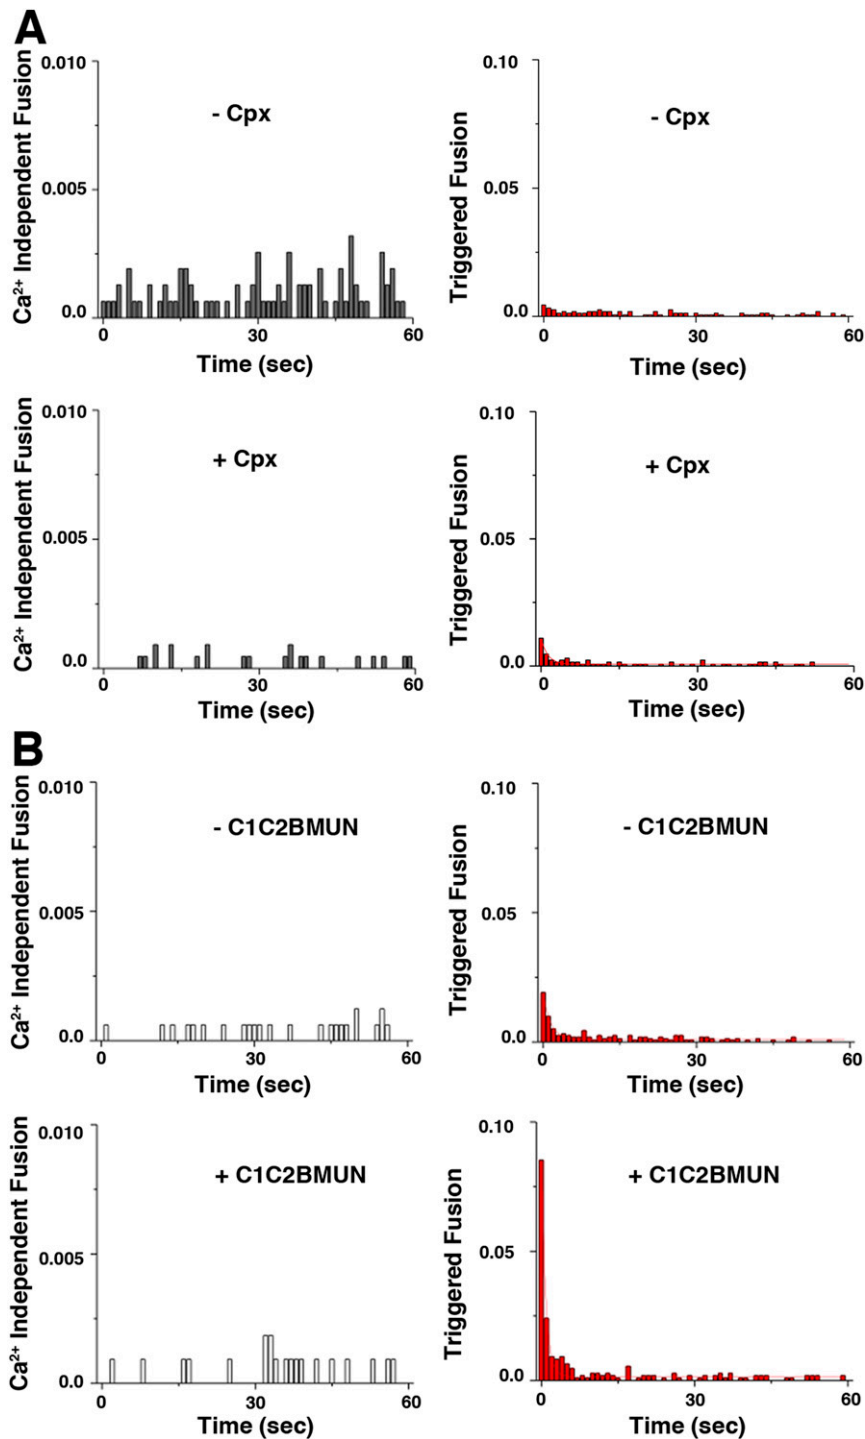 A
Ca²⁺ Independent Fusion
0.010
0.005
0.0
- Cpx
0
30
60
Time (sec)
Triggered Fusion
0.10
0.05
0.0
- Cpx
0
30
60
Time (sec)
Ca²⁺ Independent Fusion
0.010
0.005
0.0
+ Cpx
0
30
60
Time (sec)
Triggered Fusion
0.10
0.05
0.0
+ Cpx
0
30
60
Time (sec)
B
Ca²⁺ Independent Fusion
0.010
0.005
0.0
- C1C2BMUN
0
30
60
Time (sec)
Triggered Fusion
0.10
0.05
0.0
- C1C2BMUN
0
30
60
Time (sec)
Ca²⁺ Independent Fusion
0.010
0.005
0.0
+ C1C2BMUN
0
30
60
Time (sec)
Triggered Fusion
0.10
0.05
0.0
+ C1C2BMUN
0
30
60
Time (sec)